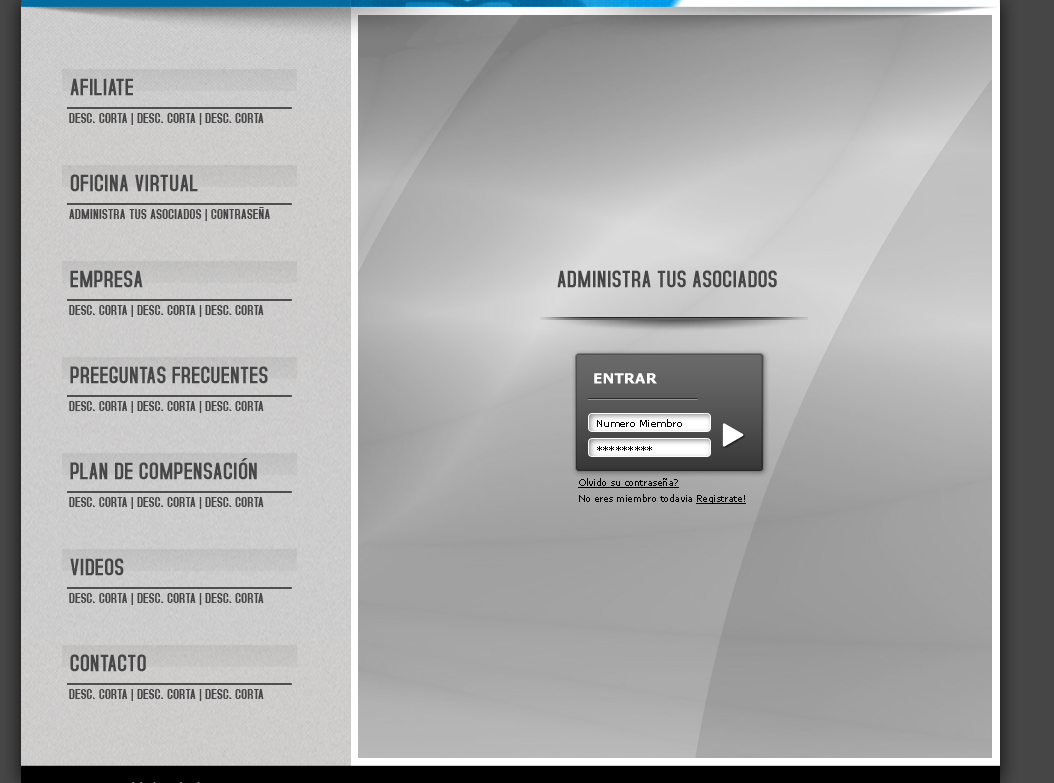 AFILIATE
DESC. CORTA | DESC. CORTA | DESC. CORTA
OFICINA VIRTUAL
ADMINISTRA TUS ASOCIADOS | CONTRASEÑA
EMPRESA
DESC. CORTA | DESC. CORTA | DESC. CORTA
PREEGUNTAS FRECUENTES
DESC. CORTA | DESC. CORTA | DESC. CORTA
PLAN DE COMPENSACIÓN
DESC. CORTA | DESC. CORTA | DESC. CORTA
VIDEOS
DESC. CORTA | DESC. CORTA | DESC. CORTA
CONTACTO
DESC. CORTA | DESC. CORTA | DESC. CORTA
ADMINISTRA TUS ASOCIADOS
ENTRAR
Numero Miembro
*********
Olvido su contraseña?
No eres miembro todavia Registrate!